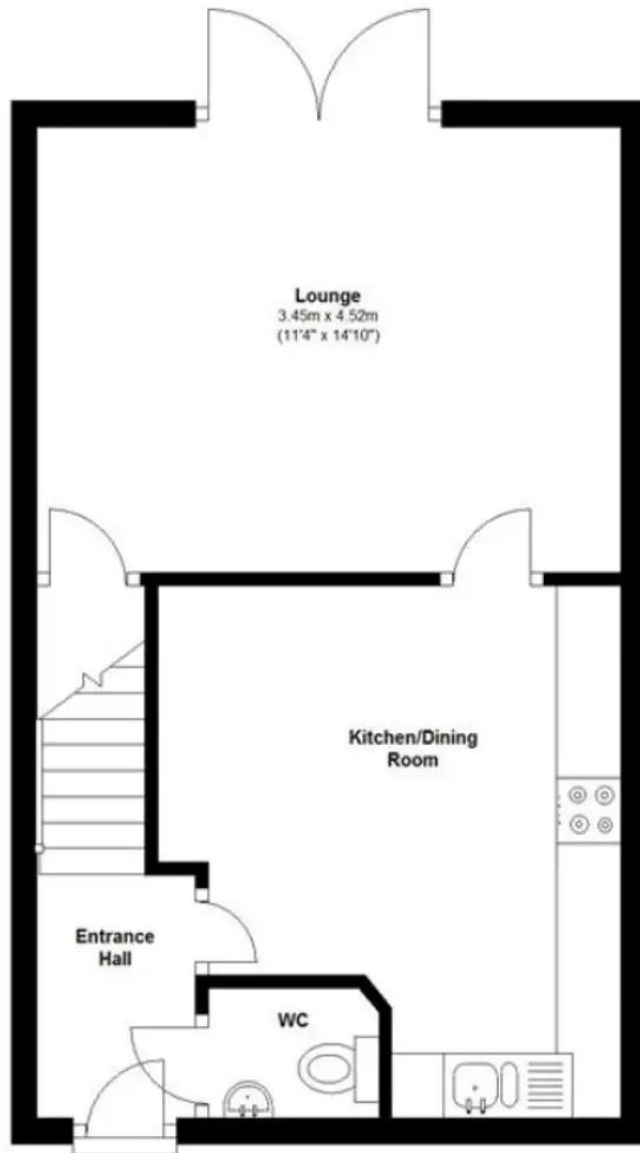 Lounge
3.45m x 4.52m
(11'4" x 14'10")
Kitchen/Dining
Room
Entrance
Hall
WC